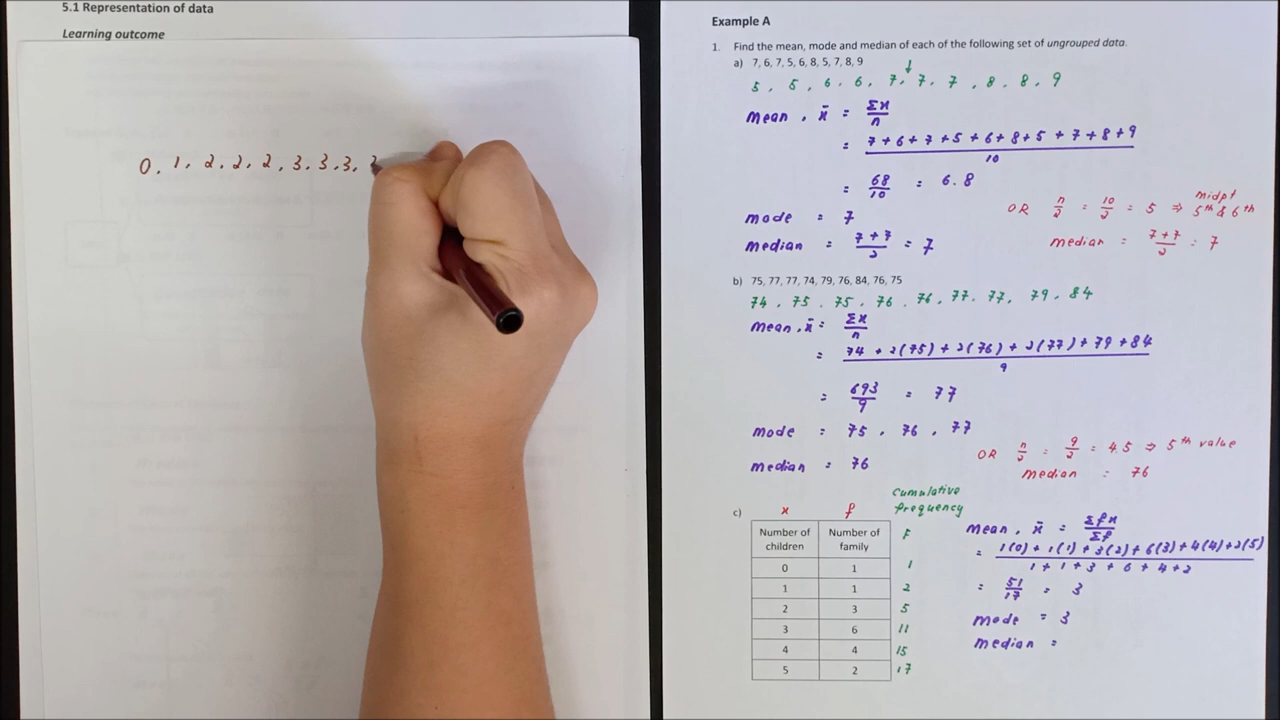 5.1 Representation of data
Learning outcome
0, 1, 2, 2, 2, 3, 3, 3,
Example A
1. Find the mean, mode and median of each of the following set of ungrouped data.
a) 7, 6, 7, 5, 6, 8, 5, 7, 8, 9
5, 5, 6, 6, 7, ↓ 7, 7, 8, 8, 9
mean, x̄ = Σx/n
= 7+6+7+5+6+8+5+7+8+9 / 10
= 68/10 = 6.8
mode = 7
median = 7+7/2 = 7
OR n/2 = 10/2 = 5 ⇒ midpt 5th & 6th
median = 7+7/2 = 7
b) 75, 77, 77, 74, 79, 76, 84, 76, 75
74, 75, 75, 76, 76, 77, 77, 79, 84
mean, x̄ = Σx/n
= 74 + 2(75) + 2(76) + 2(77) + 79 + 84 / 9
= 693/9 = 77
mode = 75, 76, 77
median = 76
OR n/2 = 9/2 = 4.5 ⇒ 5th value
median = 76
c)
x f cumulative frequency
Number of children Number of family F
0 1 1
1 1 2
2 3 5
3 6 11
4 4 15
5 2 17
mean, x̄ = Σfx/Σf
= 1(0) + 1(1) + 3(2) + 6(3) + 4(4) + 2(5) / 1 + 1 + 3 + 6 + 4 + 2
= 51/17 = 3
mode = 3
median =